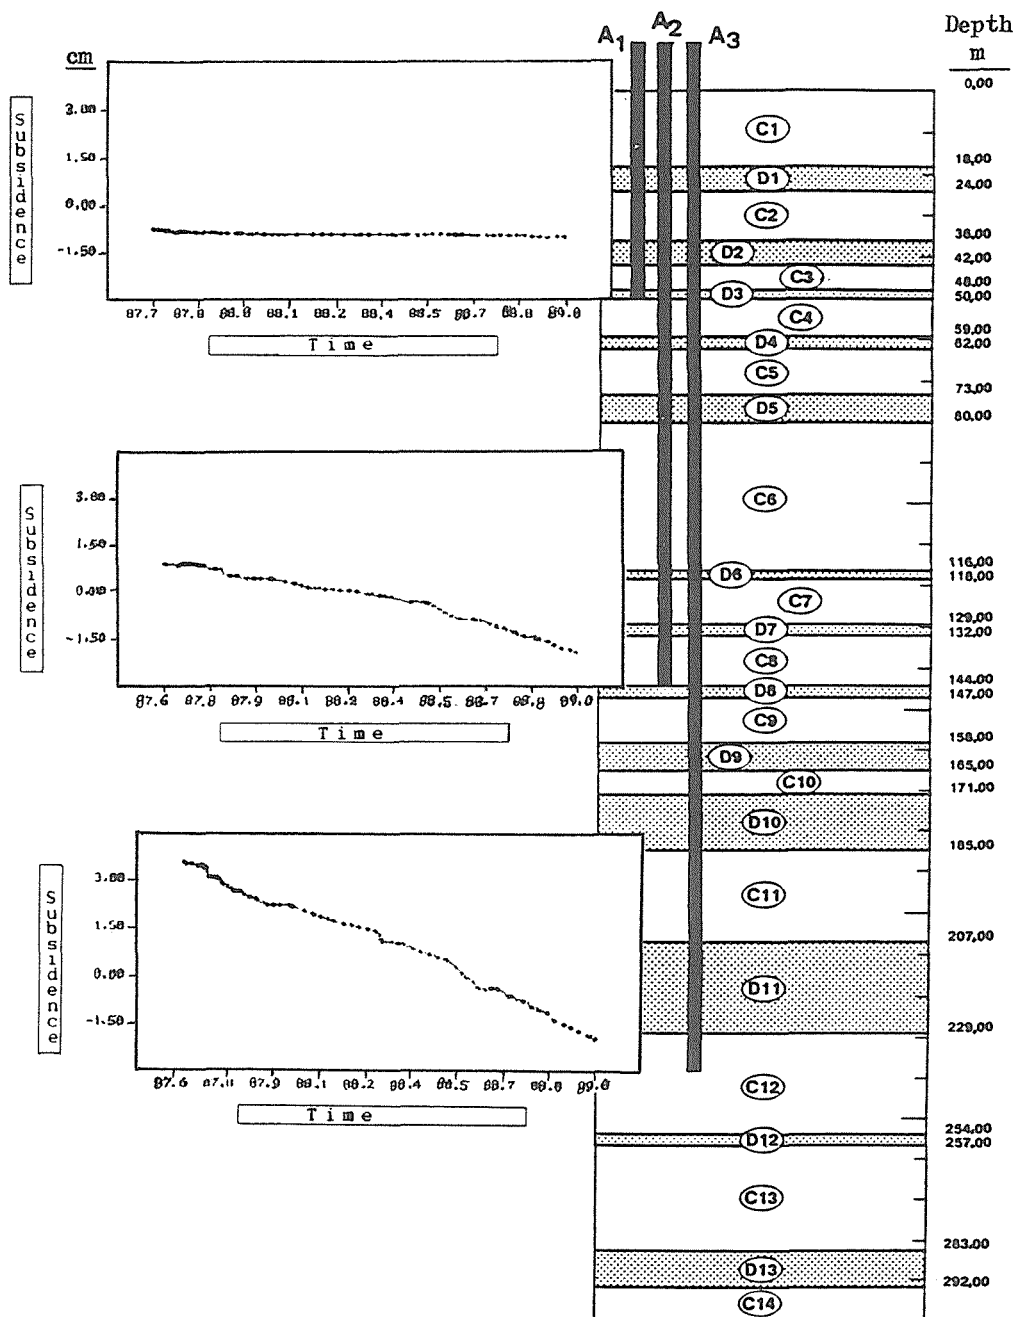 A1 A2 A3
Depth
m
cm
Subsidence
3.00
1.50
0.00
-1.50
87.7 87.8 88.0 88.1 88.2 88.4 88.5 88.7 88.8 89.0
Time
Subsidence
3.00
1.50
0.00
-1.50
87.6 87.8 87.9 88.1 88.2 88.4 88.5 88.7 88.8 89.0
Time
Subsidence
3.00
1.50
0.00
-1.50
87.6 87.8 87.9 88.1 88.2 88.4 88.5 88.7 88.8 89.0
Time
C1
D1
C2
D2
C3
D3
C4
D4
C5
D5
C6
D6
C7
D7
C8
D8
C9
D9
C10
D10
C11
D11
C12
D12
C13
D13
C14
0,00
18,00
24,00
36,00
42,00
48,00
50,00
59,00
62,00
73,00
80,00
116,00
118,00
129,00
132,00
144,00
147,00
158,00
165,00
171,00
185,00
207,00
229,00
254,00
257,00
283,00
292,00